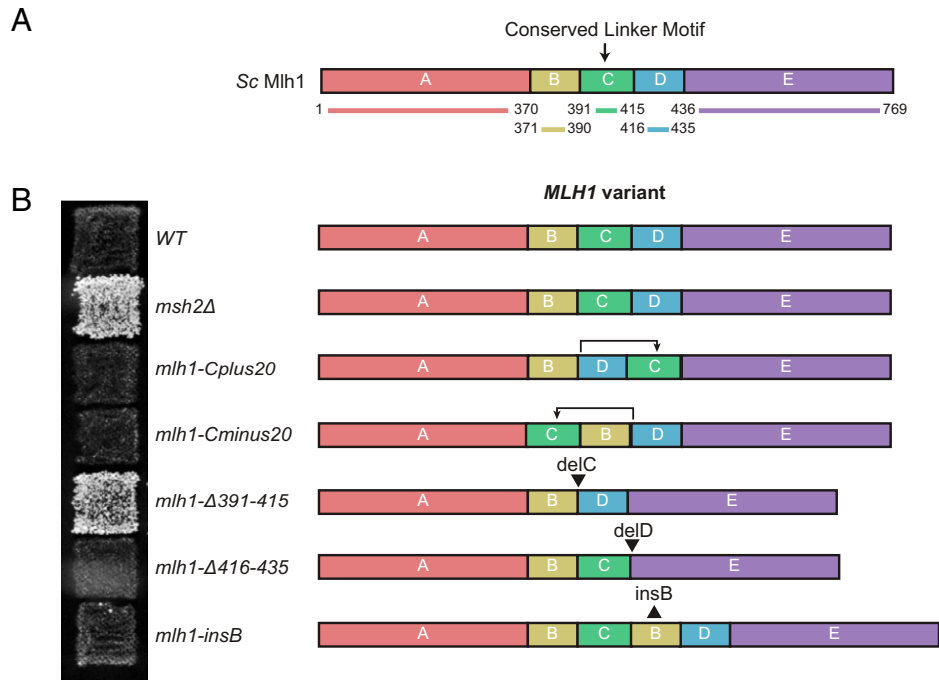 A
Conserved Linker Motif
Sc Mlh1 A B C D E
1 370 391 415 436 769
371 390 416 435
B
MLH1 variant
WT A B C D E
msh2Δ A B C D E
mlh1-Cplus20 A B D C E
mlh1-Cminus20 A C B D E
delC
mlh1-Δ391-415 A B D E
delD
mlh1-Δ416-435 A B C E
insB
mlh1-insB A B C B D E